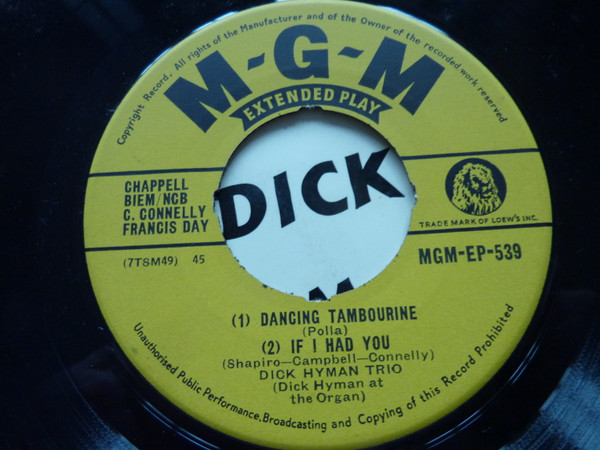 Copyright Record. All rights of the Manufacturer and of the Owner of the recorded work reserved
M-G-M
EXTENDED PLAY
CHAPPELL
BIEM/NCB
C. CONNELLY
FRANCIS DAY
DICK
TRADE MARK OF LOEW'S INC.
(7TSM49) 45
MGM-EP-539
(1) DANCING TAMBOURINE
(Polla)
(2) IF I HAD YOU
(Shapiro—Campbell—Connelly)
DICK HYMAN TRIO
(Dick Hyman at
the Organ)
Unauthorised Public Performance, Broadcasting and Copying of this Record Prohibited